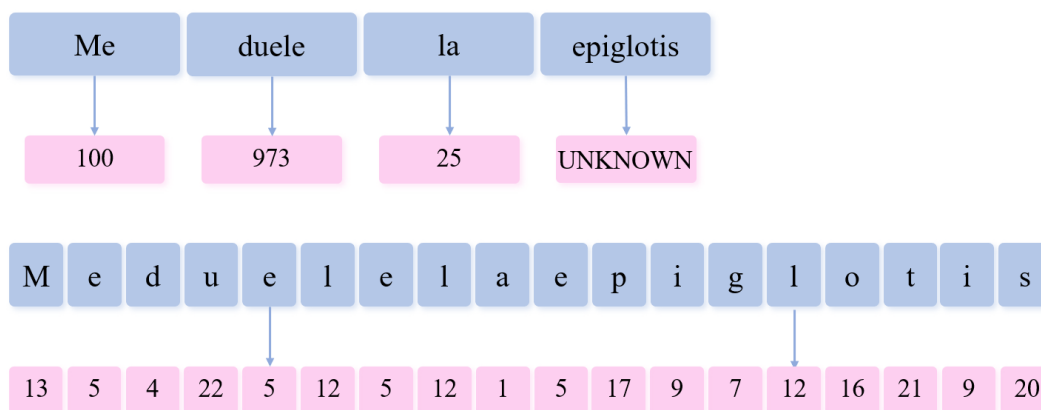 Me duele la epiglotis
100 973 25 UNKNOWN
M e d u e l e l a e p i g l o t i s
13 5 4 22 5 12 5 12 1 5 17 9 7 12 16 21 9 20